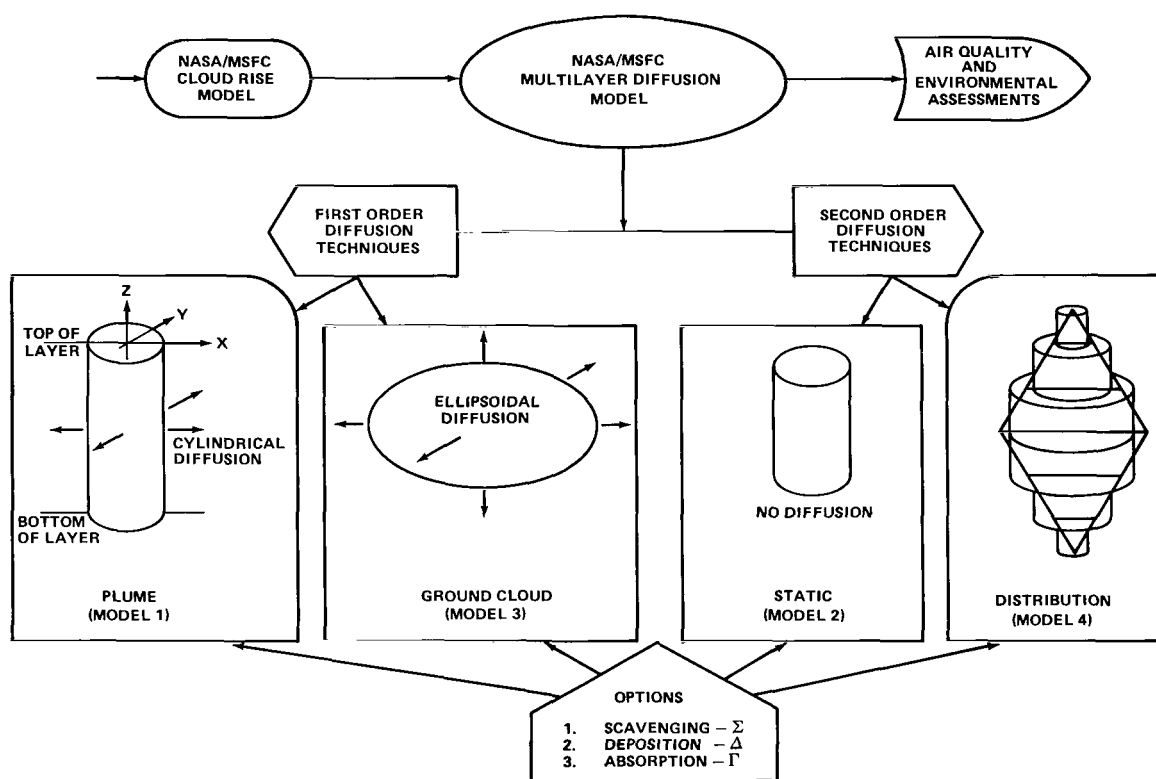 NASA/MSFC
CLOUD RISE
MODEL
NASA/MSFC
MULTILAYER DIFFUSION
MODEL
AIR QUALITY
AND
ENVIRONMENTAL
ASSESSMENTS
FIRST ORDER
DIFFUSION
TECHNIQUES
SECOND ORDER
DIFFUSION
TECHNIQUES
Z
Y
X
TOP OF
LAYER
CYLINDRICAL
DIFFUSION
BOTTOM
OF LAYER
PLUME
(MODEL 1)
ELLIPSOIDAL
DIFFUSION
GROUND CLOUD
(MODEL 3)
NO DIFFUSION
STATIC
(MODEL 2)
DISTRIBUTION
(MODEL 4)
OPTIONS
1. SCAVENGING – Σ
2. DEPOSITION – Δ
3. ABSORPTION – Γ